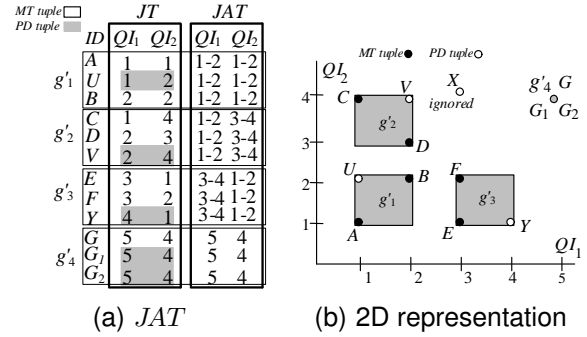 MT tuple
PD tuple
JT JAT
ID QI1 QI2 QI1 QI2
g'1
A 1 1 1-2 1-2
U 1 2 1-2 1-2
B 2 2 1-2 1-2
g'2
C 1 4 1-2 3-4
D 2 3 1-2 3-4
V 2 4 1-2 3-4
g'3
E 3 1 3-4 1-2
F 3 2 3-4 1-2
Y 4 1 3-4 1-2
g'4
G 5 4 5 4
G1 5 4 5 4
G2 5 4 5 4
(a) JAT
MT tuple PD tuple
QI2
4 C V X g'4 G
ignored G1 G2
g'2
3 D
2 U B F
g'1 g'3
1 A E Y
QI1
1 2 3 4 5
(b) 2D representation